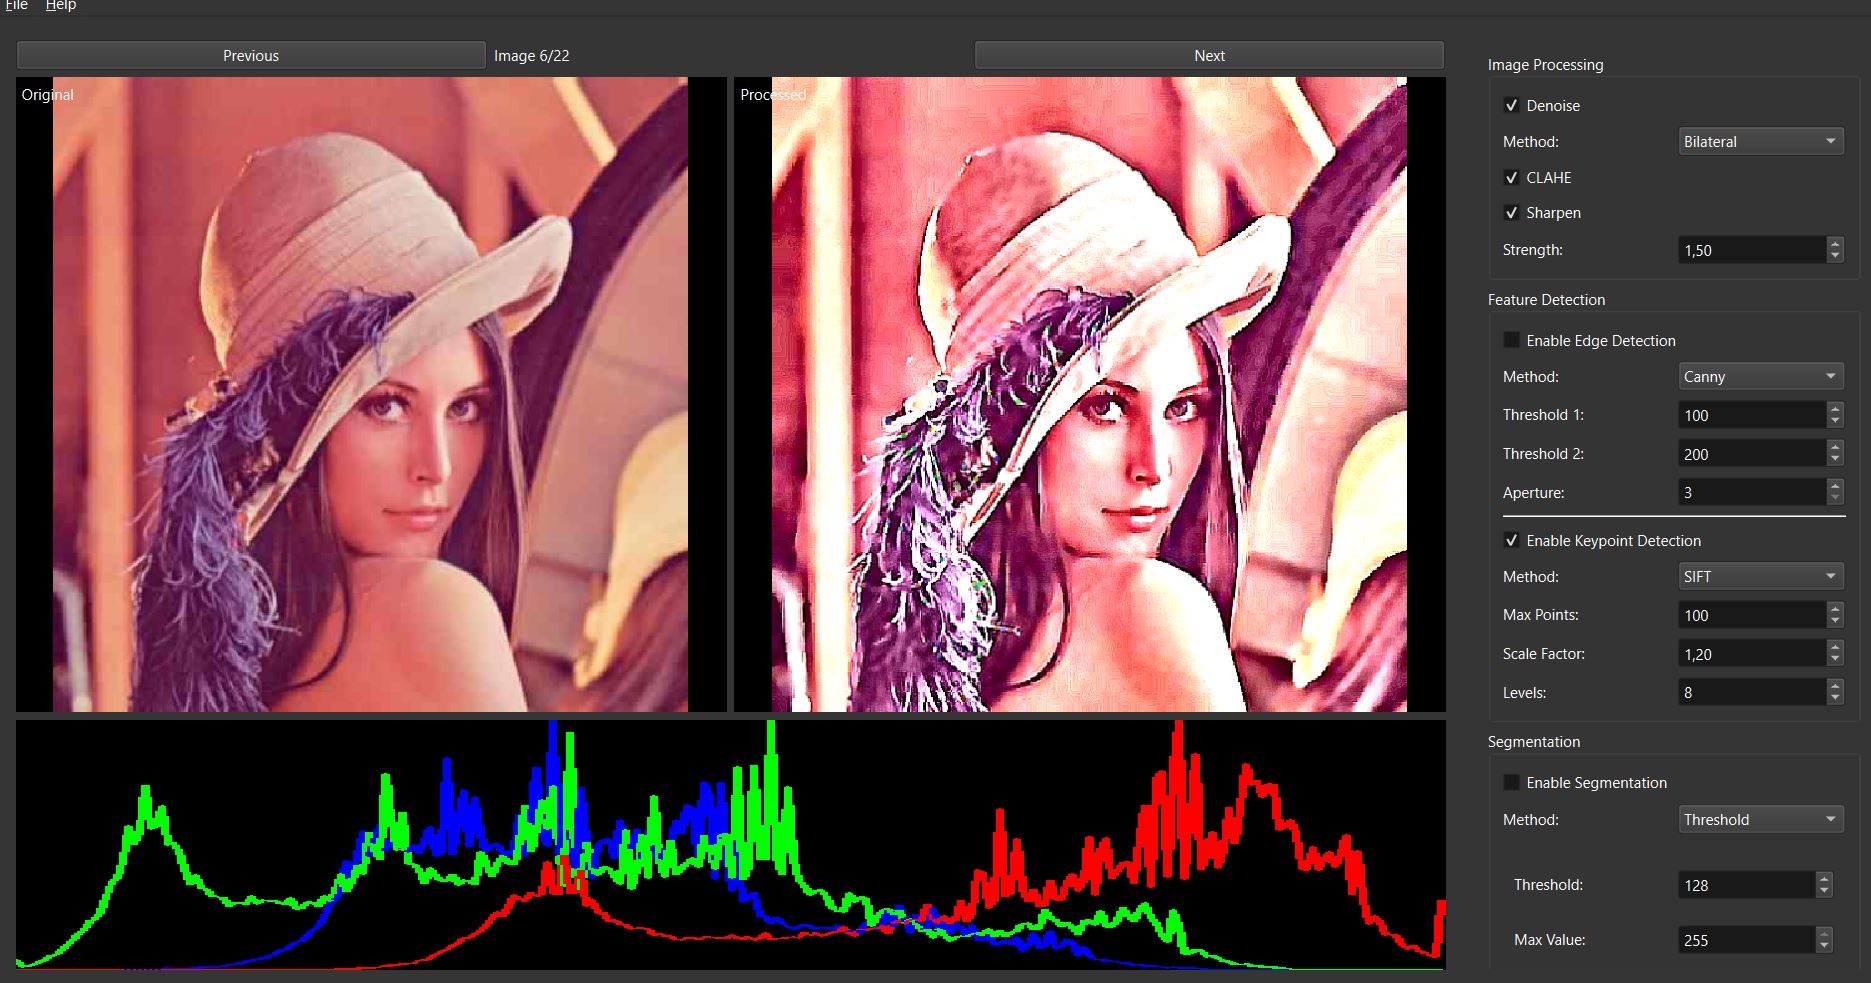 File Help
Previous Image 6/22 Next
Original
Processed
Image Processing
Denoise
Method: Bilateral
CLAHE
Sharpen
Strength: 1,50
Feature Detection
Enable Edge Detection
Method: Canny
Threshold 1: 100
Threshold 2: 200
Aperture: 3
Enable Keypoint Detection
Method: SIFT
Max Points: 100
Scale Factor: 1,20
Levels: 8
Segmentation
Enable Segmentation
Method: Threshold
Threshold: 128
Max Value: 255